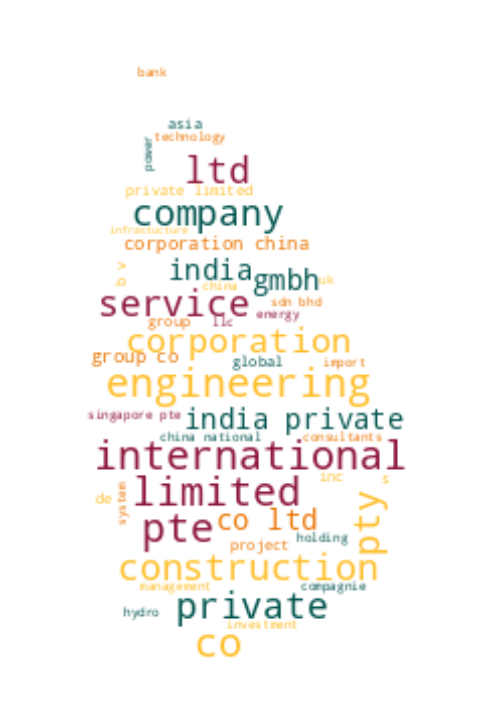 bank
asia
technology
power
ltd
private limited
company
infrastucture
corporation china
india
gmbh
b v
china
uk
service
sdn bhd
energy
group
llc
corporation
group co
global
import
engineering
singapore pte
india private
china national
consultants
international
inc
s
limited
de
system
pty
pte
co ltd
holding
project
construction
management
compagnie
private
hydro
investment
co